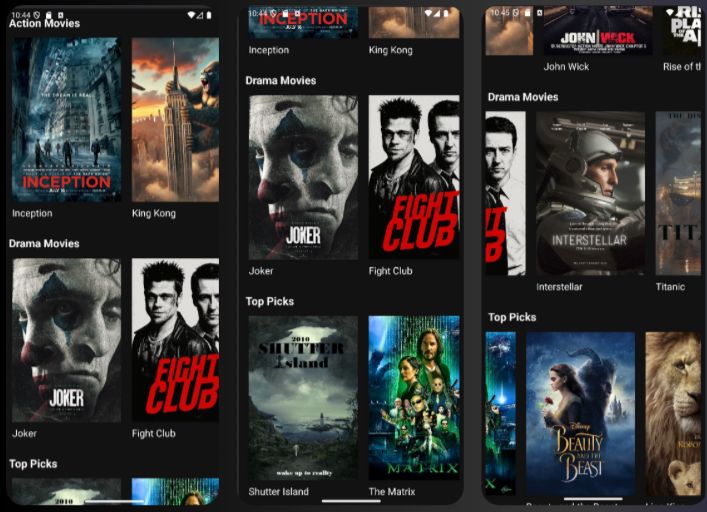 10:44
Action Movies
THE DREAM IS REAL.
INCEPTION
JULY 16
Inception
King Kong
Drama Movies
JOKER
FIGHT
CLUB
Joker
Fight Club
Top Picks
2010
10:44
INCEPTION
JULY 16
Inception
King Kong
Drama Movies
JOKER
FIGHT
CLUB
Joker
Fight Club
Top Picks
2010
SHUTTER
Island
wake up to reality
MATRIX
Shutter Island
The Matrix
10:45
JOHN WICK
John Wick
Rise of th
Drama Movies
INTERSTELLAR
TIT
Interstellar
Titanic
Top Picks
Disney
BEAUTY
AND THE
BEAST